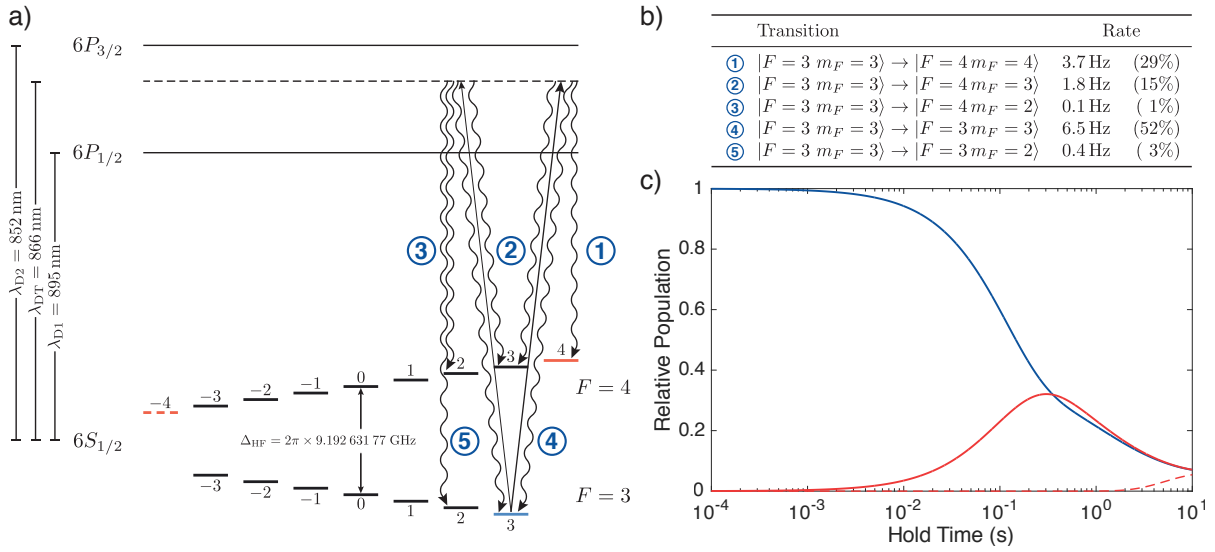 a)
6P3/2
6P1/2
6S1/2
λD2 = 852 nm
λDT = 866 nm
λD1 = 895 nm
③ ② ①
−4 −3 −2 −1 0 1 2 3 4
F = 4
ΔHF = 2π × 9.192 631 77 GHz
⑤ ④
−3 −2 −1 0 1 2 3
F = 3
b)
Transition Rate
① |F = 3 mF = 3⟩ → |F = 4 mF = 4⟩ 3.7 Hz (29%)
② |F = 3 mF = 3⟩ → |F = 4 mF = 3⟩ 1.8 Hz (15%)
③ |F = 3 mF = 3⟩ → |F = 4 mF = 2⟩ 0.1 Hz ( 1%)
④ |F = 3 mF = 3⟩ → |F = 3 mF = 3⟩ 6.5 Hz (52%)
⑤ |F = 3 mF = 3⟩ → |F = 3 mF = 2⟩ 0.4 Hz ( 3%)
c)
Relative Population
1
0.8
0.6
0.4
0.2
0
10⁻⁴ 10⁻³ 10⁻² 10⁻¹ 10⁰ 10¹
Hold Time (s)